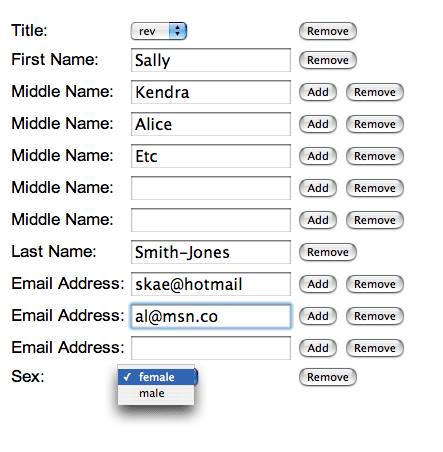 Title: rev Remove
First Name: Sally Remove
Middle Name: Kendra Add Remove
Middle Name: Alice Add Remove
Middle Name: Etc Add Remove
Middle Name: Add Remove
Middle Name: Add Remove
Last Name: Smith-Jones Remove
Email Address: skae@hotmail Add Remove
Email Address: al@msn.co Add Remove
Email Address: Add Remove
Sex: ✓ female Remove
male